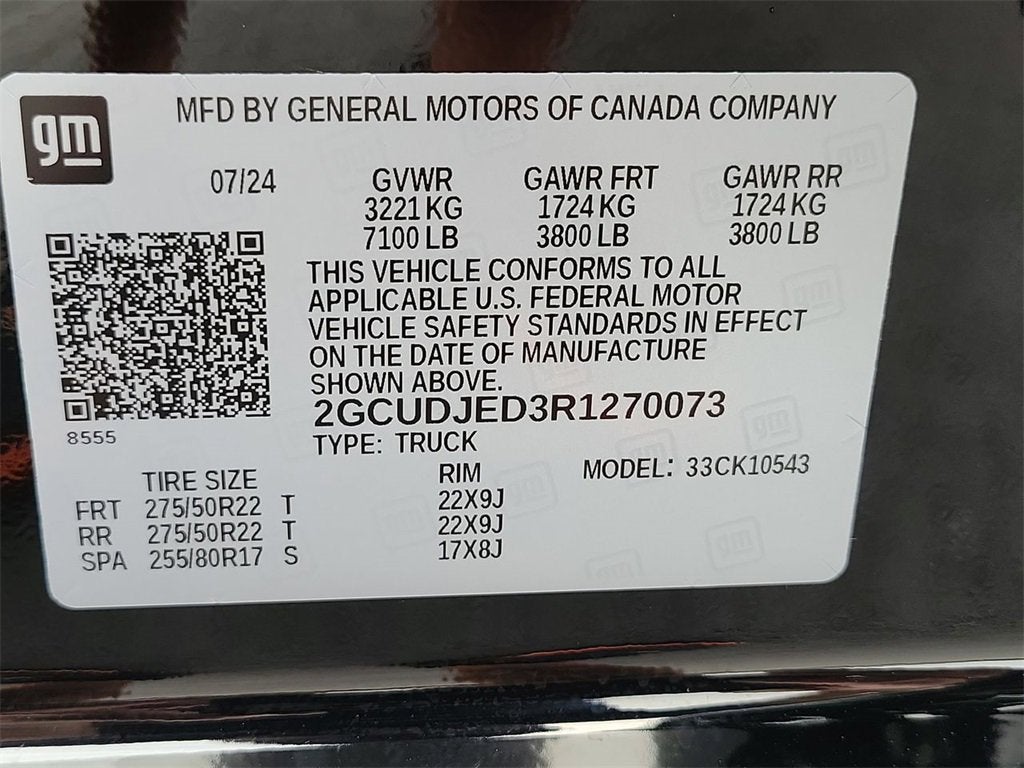 gm
MFD BY GENERAL MOTORS OF CANADA COMPANY
07/24 GVWR GAWR FRT GAWR RR
3221 KG 1724 KG 1724 KG
7100 LB 3800 LB 3800 LB
THIS VEHICLE CONFORMS TO ALL
APPLICABLE U.S. FEDERAL MOTOR
VEHICLE SAFETY STANDARDS IN EFFECT
ON THE DATE OF MANUFACTURE
SHOWN ABOVE.
2GCUDJED3R1270073
8555
TYPE: TRUCK
TIRE SIZE RIM MODEL: 33CK10543
FRT 275/50R22 T 22X9J
RR 275/50R22 T 22X9J
SPA 255/80R17 S 17X8J